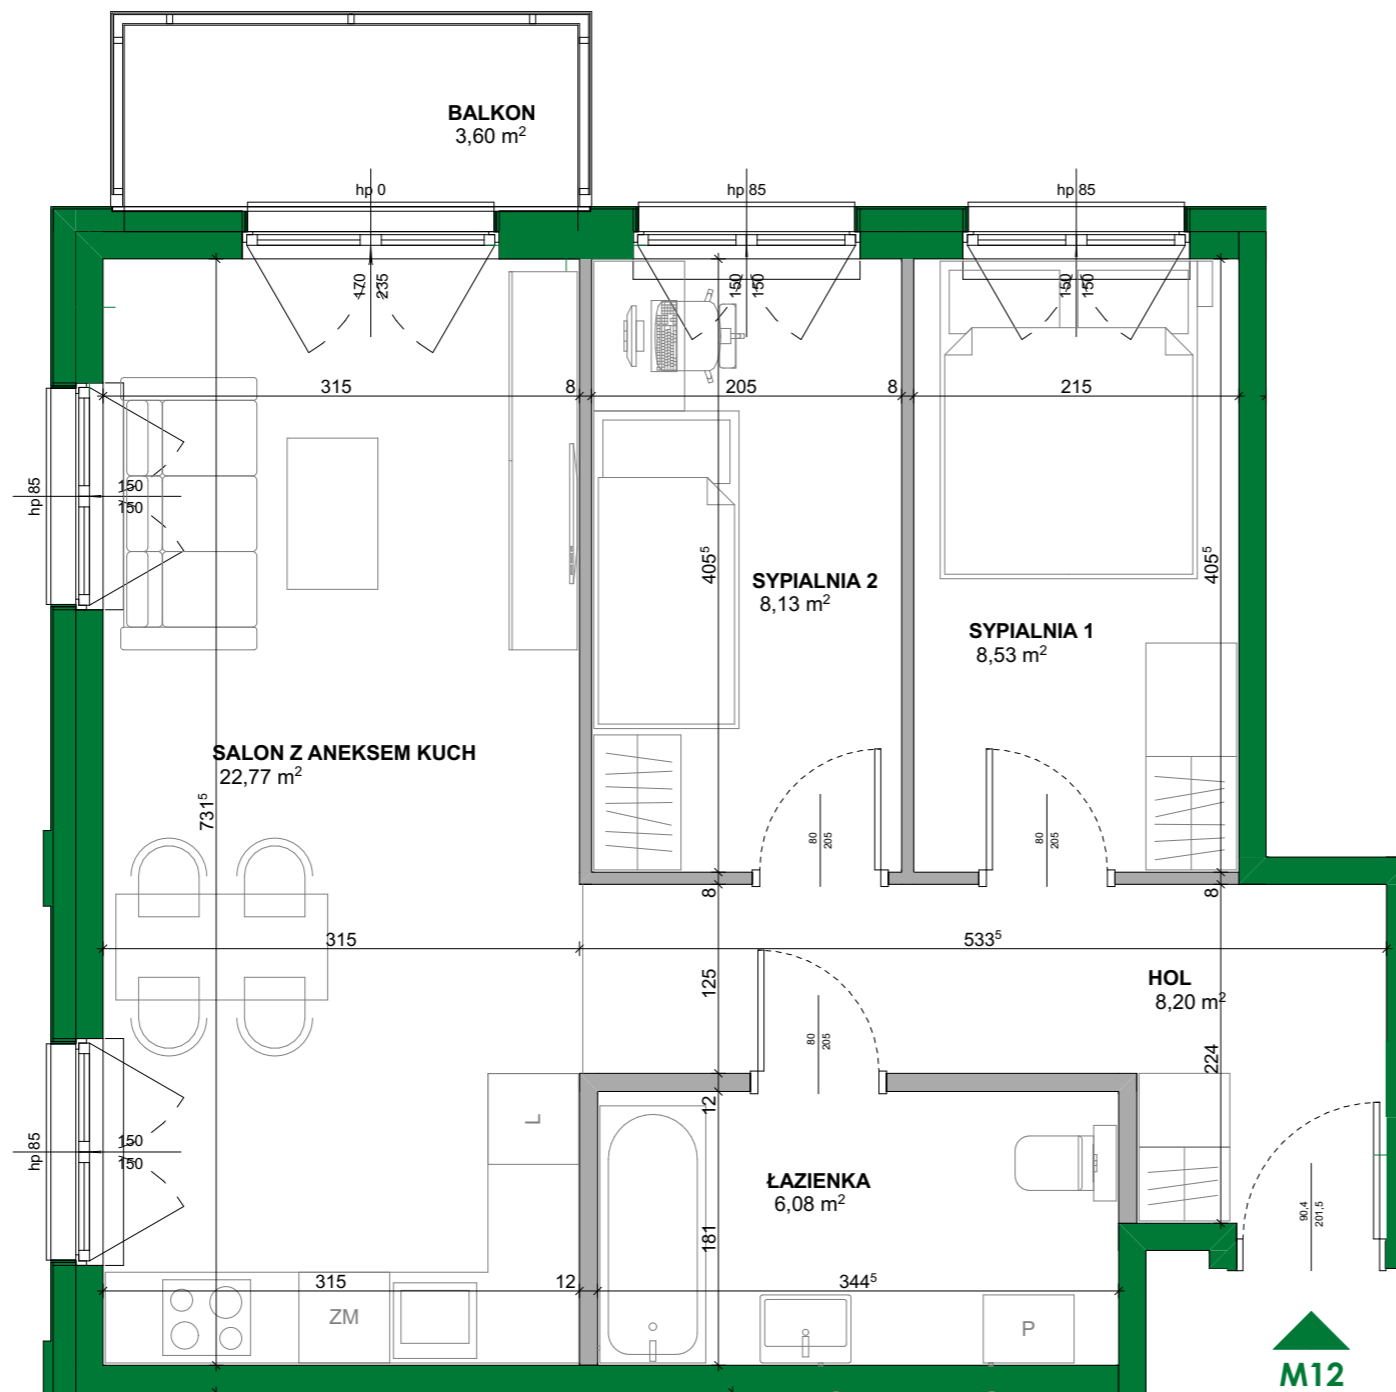 BALKON
3,60 m²
hp 0
hp 85
hp 85
170
235
150
150
150
150
315
8
205
8
215
hp 85
150
150
405⁵
405⁵
SYPIALNIA 2
8,13 m²
SYPIALNIA 1
8,53 m²
SALON Z ANEKSEM KUCH
22,77 m²
731⁵
80
205
80
205
8
8
315
533⁵
125
HOL
8,20 m²
80
205
224
hp 85
150
150
L
12
ŁAZIENKA
6,08 m²
181
90,4
201,5
315
12
344⁵
ZM
P
M12